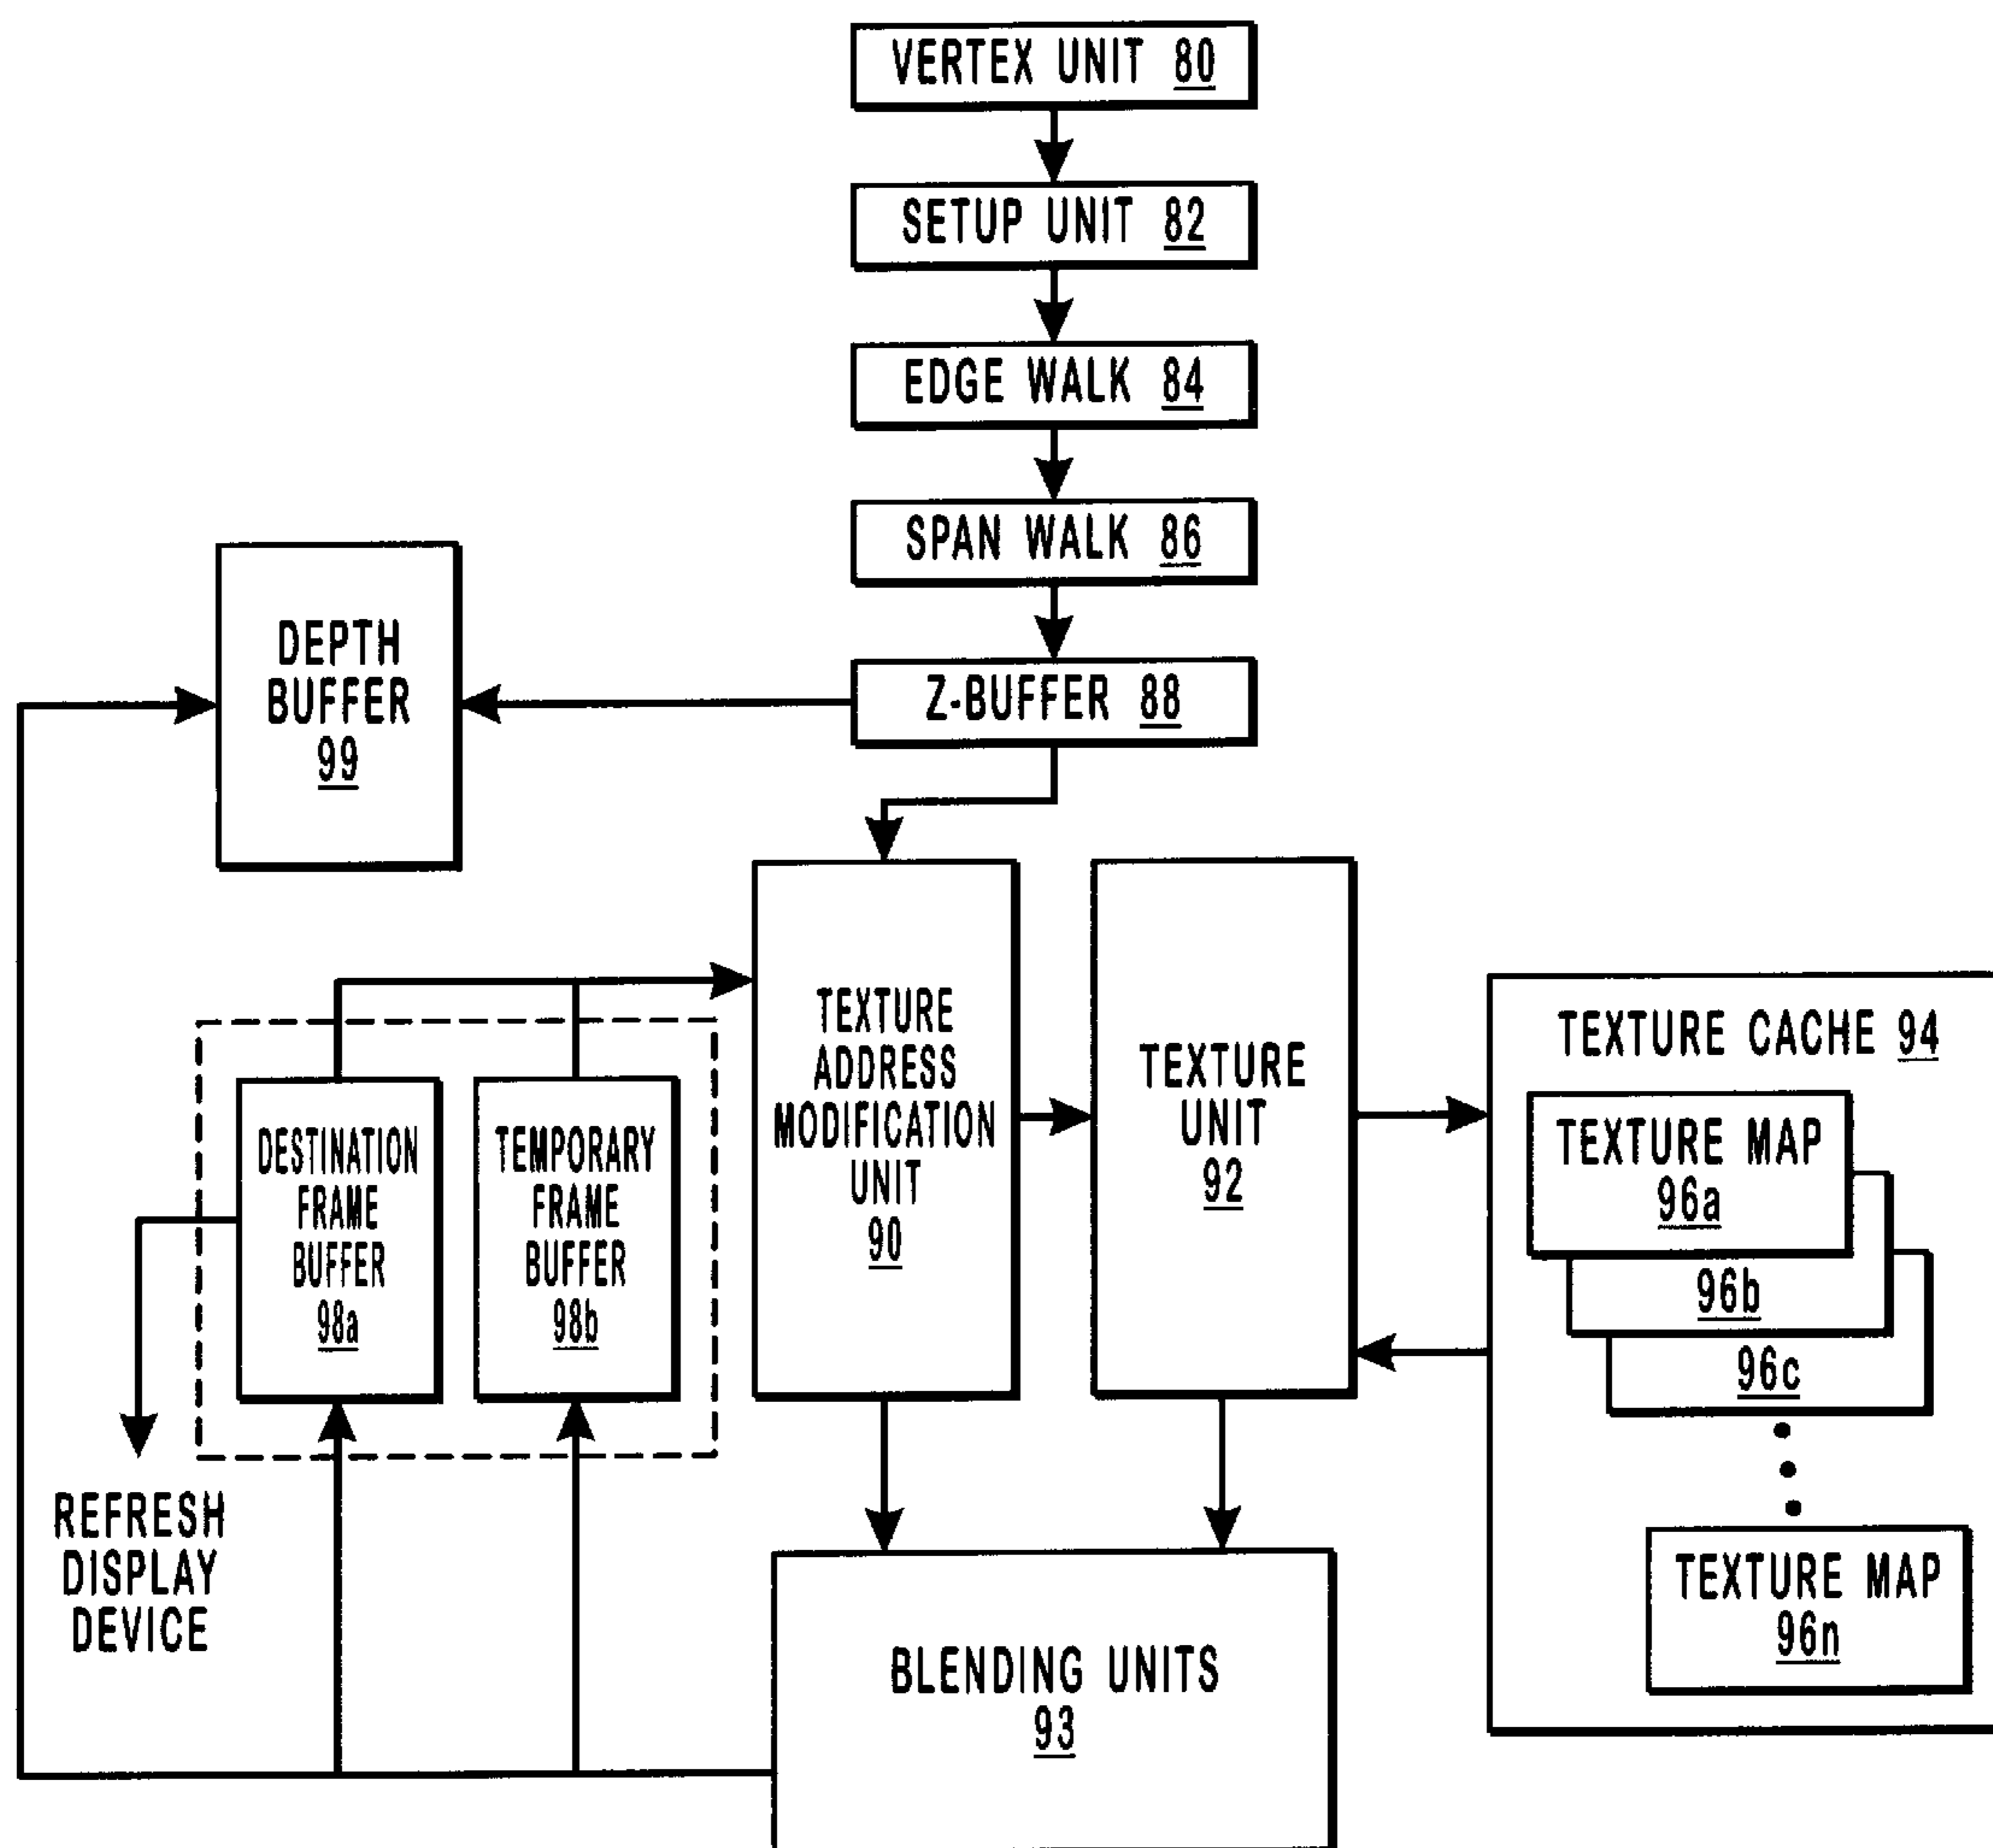 VERTEX UNIT 80
SETUP UNIT 82
EDGE WALK 84
SPAN WALK 86
DEPTH
BUFFER
99
Z-BUFFER 88
TEXTURE
ADDRESS
MODIFICATION
UNIT
90
TEXTURE
UNIT
92
TEXTURE CACHE 94
TEXTURE MAP
96a
96b
96c
TEXTURE MAP
96n
DESTINATION
FRAME
BUFFER
98a
TEMPORARY
FRAME
BUFFER
98b
REFRESH
DISPLAY
DEVICE
BLENDING UNITS
93